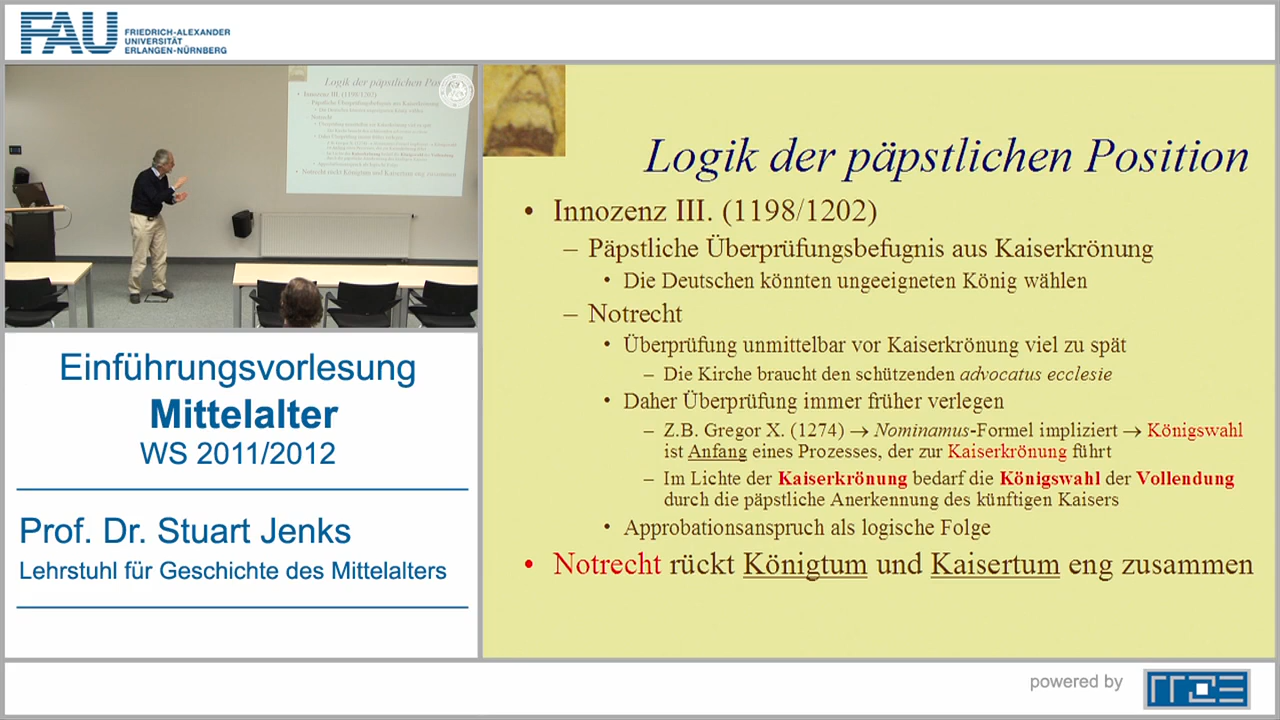 FAU
FRIEDRICH-ALEXANDER
UNIVERSITÄT
ERLANGEN-NÜRNBERG
Logik der päpstlichen Position
• Innozenz III. (1198/1202)
– Päpstliche Überprüfungsbefugnis aus Kaiserkrönung
• Die Deutschen könnten ungeeigneten König wählen
– Notrecht
• Überprüfung unmittelbar vor Kaiserkrönung viel zu spät
– Die Kirche braucht den schützenden advocatus ecclesie
• Daher Überprüfung immer früher verlegen
– Z.B. Gregor X. (1274) → Nominamus-Formel impliziert → Königswahl
ist Anfang eines Prozesses, der zur Kaiserkrönung führt
– Im Lichte der Kaiserkrönung bedarf die Königswahl der Vollendung
durch die päpstliche Anerkennung des künftigen Kaisers
• Approbationsanspruch als logische Folge
• Notrecht rückt Königtum und Kaisertum eng zusammen
Einführungsvorlesung
Mittelalter
WS 2011/2012
Prof. Dr. Stuart Jenks
Lehrstuhl für Geschichte des Mittelalters
powered by